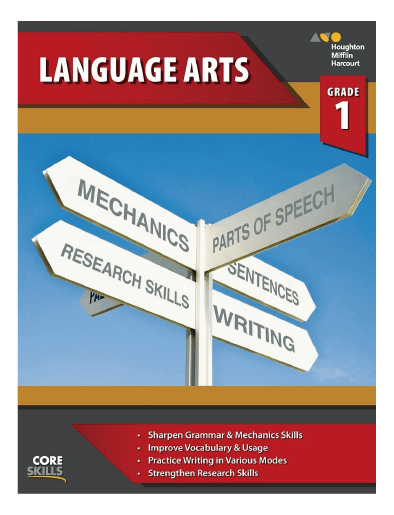 Houghton
Mifflin
Harcourt
LANGUAGE ARTS
GRADE
1
MECHANICS
PARTS OF SPEECH
RESEARCH SKILLS
SENTENCES
WRITING
• Sharpen Grammar & Mechanics Skills
• Improve Vocabulary & Usage
• Practice Writing in Various Modes
• Strengthen Research Skills
CORE
SKILLS